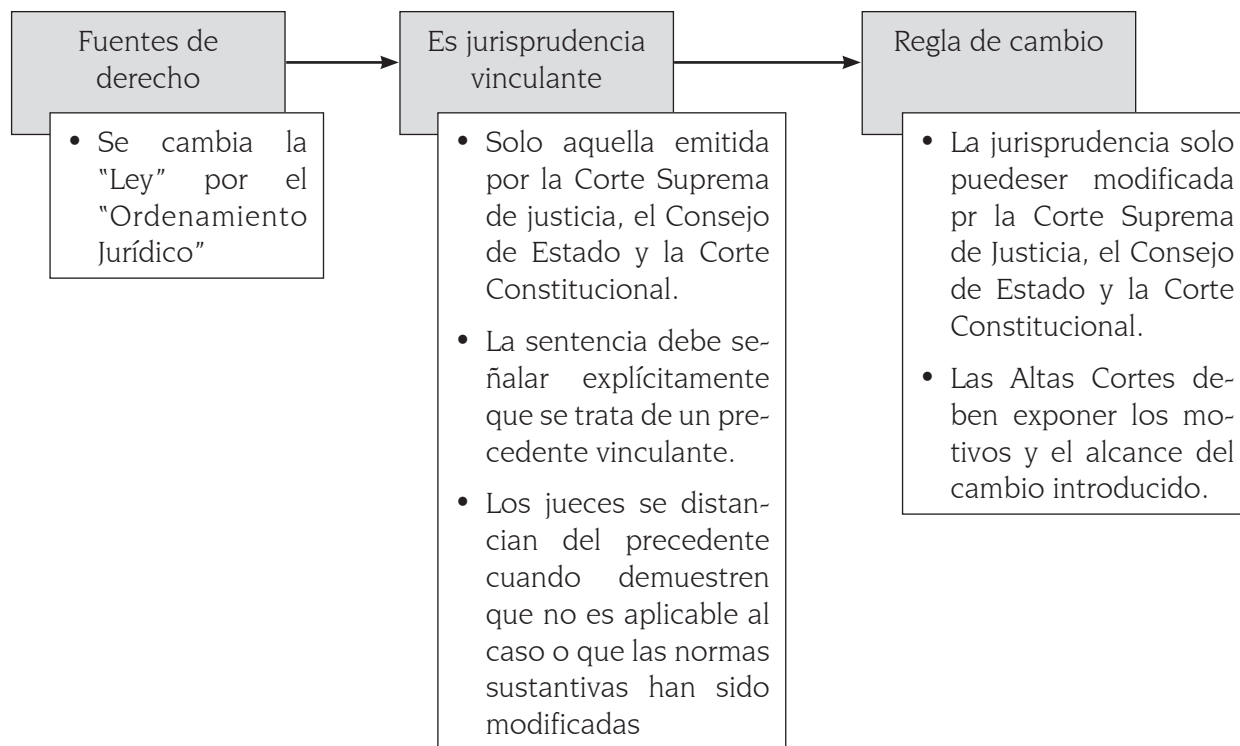 Fuentes de
derecho
• Se cambia la
“Ley” por el
“Ordenamiento
Jurídico”
Es jurisprudencia
vinculante
• Solo aquella emitida
por la Corte Suprema
de justicia, el Consejo
de Estado y la Corte
Constitucional.
• La sentencia debe se-
ñalar explícitamente
que se trata de un pre-
cedente vinculante.
• Los jueces se distan-
cian del precedente
cuando demuestren
que no es aplicable al
caso o que las normas
sustantivas han sido
modificadas
Regla de cambio
• La jurisprudencia solo
puedeser modificada
pr la Corte Suprema
de Justicia, el Consejo
de Estado y la Corte
Constitucional.
• Las Altas Cortes de-
ben exponer los mo-
tivos y el alcance del
cambio introducido.